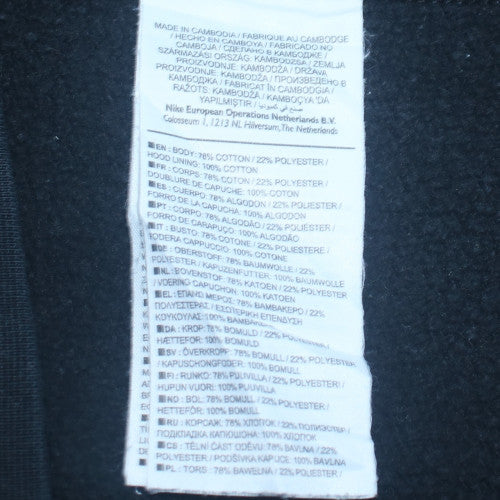 MADE IN CAMBODIA / FABRIQUE AU CAMBODGE
/ HECHO EN CAMBOYA / FABRICADO NO
CAMBOJA / СДЕЛАНО В КАМБОДЖЕ /
SZÁRMAZÁSI ORSZÁG: KAMBODZSA / ZEMLJA
PROIZVODNJE: KAMBODŽA / DRŽAVA
PROIZVODNJE: KAMBODŽA / ПРОИЗВЕДЕНО В
КАМБОДЖА / FABRICAT ÎN CAMBODGIA /
RAŽOTS: KAMBODŽĀ / KAMBOÇYA 'DA
YAPILMIŞTIR / صنع في كمبوديا
Nike European Operations Netherlands B.V.
Colosseum 1, 1213 NL Hilversum, The Netherlands
EN : BODY: 78% COTTON / 22% POLYESTER /
HOOD LINING: 100% COTTON
FR : CORPS: 78% COTON / 22% POLYESTER /
DOUBLURE DE CAPUCHE: 100% COTON
ES : CUERPO: 78% ALGODÓN / 22% POLIÉSTER /
FORRO DE LA CAPUCHA: 100% ALGODÓN
PT : CORPO: 78% ALGODÃO / 22% POLIÉSTER /
FORRO DE CARAPUÇO: 100% ALGODÃO
IT : BUSTO: 78% COTONE / 22% POLIESTERE /
FODERA CAPPUCCIO: 100% COTONE
DE : OBERSTOFF: 78% BAUMWOLLE / 22%
POLYESTER / KAPUZENFUTTER: 100% BAUMWOLLE
NL : BOVENSTOF: 78% KATOEN / 22% POLYESTER
/ VOERING CAPUCHON: 100% KATOEN
EL : ΕΠΑΝΩ ΜΕΡΟΣ: 78% ΒΑΜΒΑΚΕΡΟ / 22%
ΠΟΛΥΕΣΤΕΡΑΣ / ΕΣΩΤΕΡΙΚΗ ΕΠΕΝΔΥΣΗ
ΚΟΥΚΟΥΛΑΣ: 100% ΒΑΜΒΑΚΕΡΟ
DA : KROP: 78% BOMULD / 22% POLYESTER /
HÆTTEFOR: 100% BOMULD
SV : ÖVERKROPP: 78% BOMULL / 22% POLYESTER
/ KAPUSCHONGFODER: 100% BOMULL
FI : RUNKO: 78% PUUVILLA / 22% POLYESTER /
HUPUN VUORI: 100% PUUVILLA
NO : BOL: 78% BOMULL / 22% POLYESTER /
HETTEFÔR: 100% BOMULL
RU : КОРСАЖ: 78% ХЛОПОК / 22% ПОЛИЭСТЕР /
ПОДКЛАДКА КАПЮШОНА: 100% ХЛОПОК
CS : TĚLNÍ ČÁST ODĚVU: 78% BAVLNA / 22%
POLYESTER / PODŠÍVKA KAPUCE: 100% BAVLNA
PL : TORS: 78% BAWEŁNA / 22% POLIESTER /